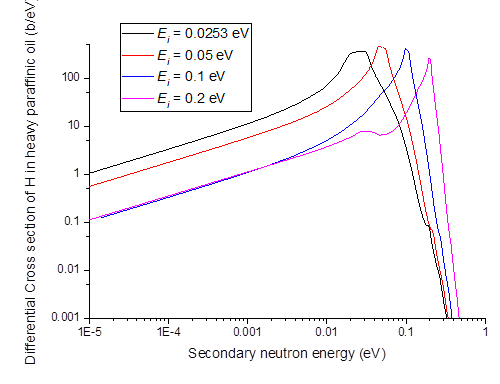 Differential Cross section of H in heavy paraffinic oil (b/eV)
E_i = 0.0253 eV
E_i = 0.05 eV
E_i = 0.1 eV
E_i = 0.2 eV
100
10
1
0.1
0.01
0.001
1E-5 1E-4 0.001 0.01 0.1 1
Secondary neutron energy (eV)